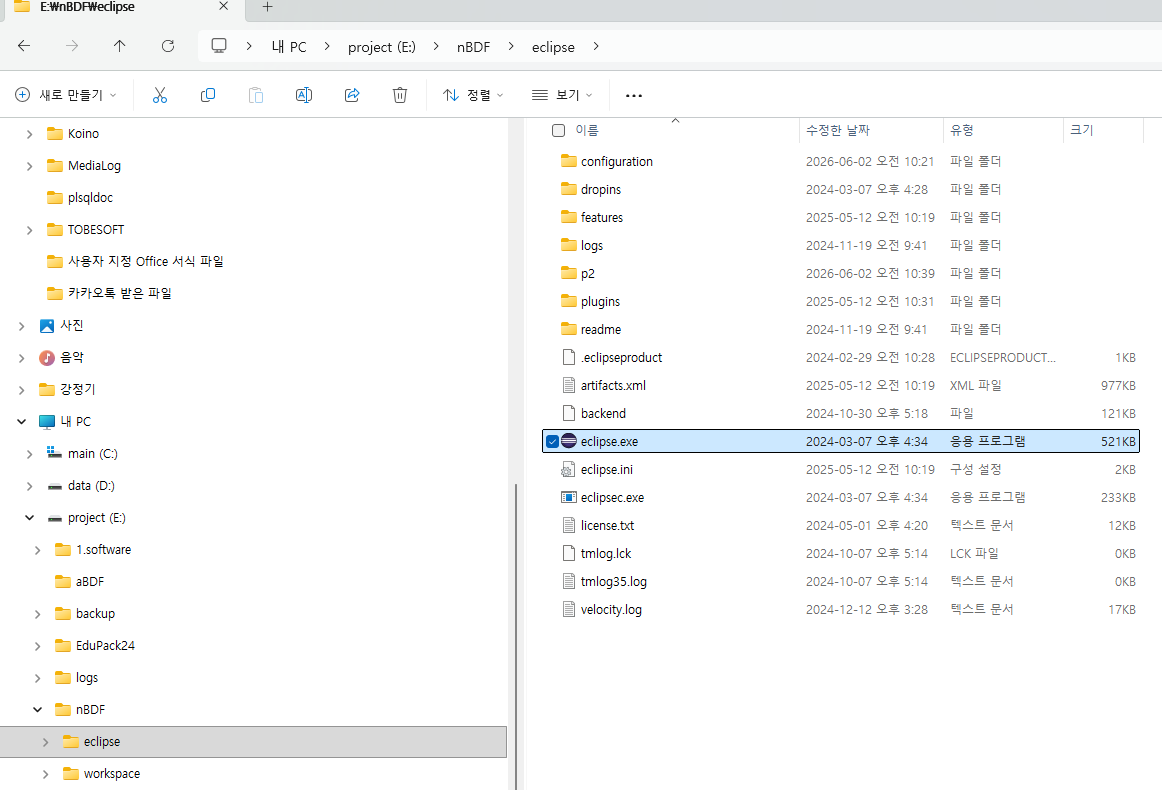 E:\nBDF\eclipse
내 PC > project (E:) > nBDF > eclipse >
새로 만들기 정렬 보기 ...
Koino
MediaLog
plsqldoc
TOBESOFT
사용자 지정 Office 서식 파일
카카오톡 받은 파일
사진
음악
강정기
내 PC
main (C:)
data (D:)
project (E:)
1.software
aBDF
backup
EduPack24
logs
nBDF
eclipse
workspace
이름 수정한 날짜 유형 크기
configuration 2026-06-02 오전 10:21 파일 폴더
dropins 2024-03-07 오후 4:28 파일 폴더
features 2025-05-12 오전 10:19 파일 폴더
logs 2024-11-19 오전 9:41 파일 폴더
p2 2026-06-02 오전 10:39 파일 폴더
plugins 2025-05-12 오전 10:31 파일 폴더
readme 2024-11-19 오전 9:41 파일 폴더
.eclipseproduct 2024-02-29 오전 10:28 ECLIPSEPRODUCT... 1KB
artifacts.xml 2025-05-12 오전 10:19 XML 파일 977KB
backend 2024-10-30 오후 5:18 파일 121KB
eclipse.exe 2024-03-07 오후 4:34 응용 프로그램 521KB
eclipse.ini 2025-05-12 오전 10:19 구성 설정 2KB
eclipsec.exe 2024-03-07 오후 4:34 응용 프로그램 233KB
license.txt 2024-05-01 오후 4:20 텍스트 문서 12KB
tmlog.lck 2024-10-07 오후 5:14 LCK 파일 0KB
tmlog35.log 2024-10-07 오후 5:14 텍스트 문서 0KB
velocity.log 2024-12-12 오후 3:28 텍스트 문서 17KB